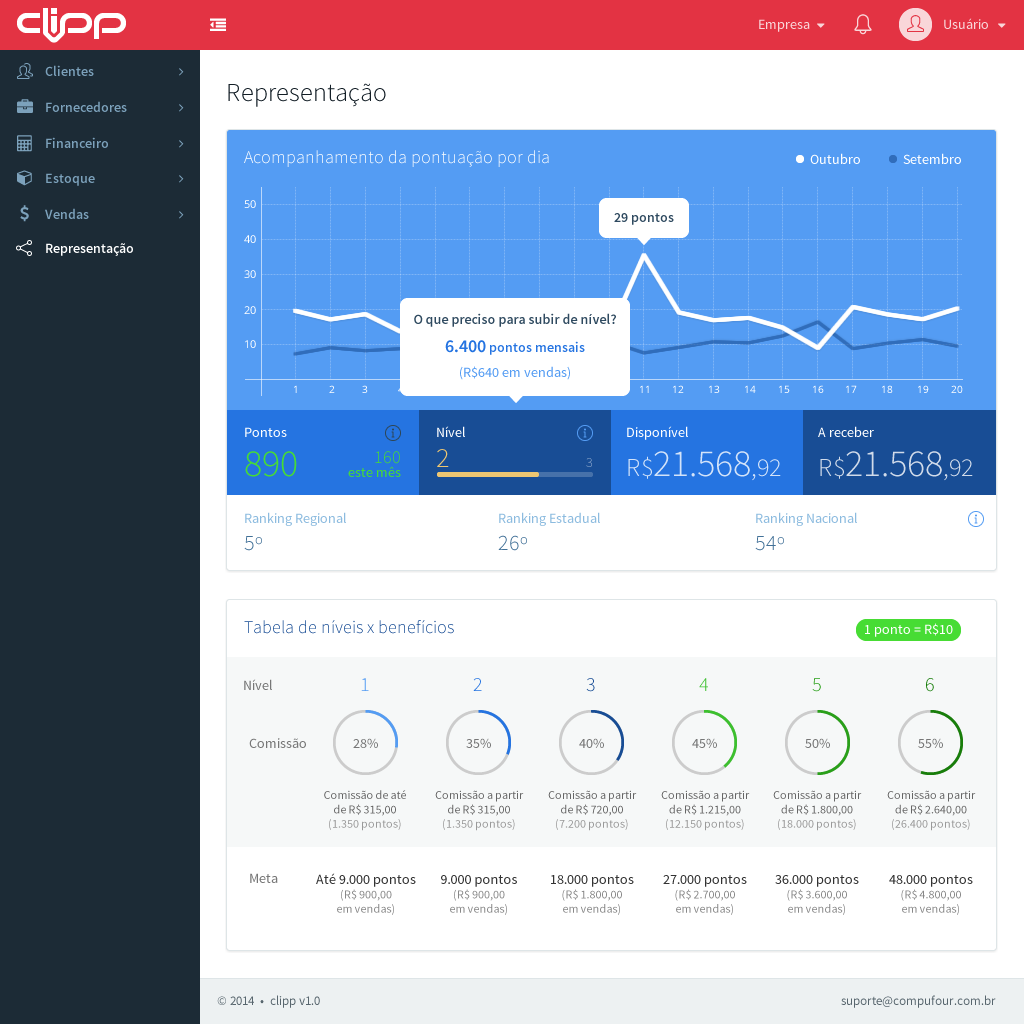 clipp
Empresa
Usuário
Clientes
Fornecedores
Financeiro
Estoque
Vendas
Representação
Representação
Acompanhamento da pontuação por dia
Outubro
Setembro
50
40
30
20
10
29 pontos
O que preciso para subir de nível?
6.400 pontos mensais
(R$640 em vendas)
1 2 3 11 12 13 14 15 16 17 18 19 20
Pontos
890
160
este mês
Nível
2
3
Disponível
R$21.568,92
A receber
R$21.568,92
Ranking Regional
5º
Ranking Estadual
26º
Ranking Nacional
54º
Tabela de níveis x benefícios
1 ponto = R$10
Nível 1 2 3 4 5 6
Comissão 28% 35% 40% 45% 50% 55%
Comissão de até Comissão a partir Comissão a partir Comissão a partir Comissão a partir Comissão a partir
de R$ 315,00 de R$ 315,00 de R$ 720,00 de R$ 1.215,00 de R$ 1.800,00 de R$ 2.640,00
(1.350 pontos) (1.350 pontos) (7.200 pontos) (12.150 pontos) (18.000 pontos) (26.400 pontos)
Meta Até 9.000 pontos 9.000 pontos 18.000 pontos 27.000 pontos 36.000 pontos 48.000 pontos
(R$ 900,00 (R$ 900,00 (R$ 1.800,00 (R$ 2.700,00 (R$ 3.600,00 (R$ 4.800,00
em vendas) em vendas) em vendas) em vendas) em vendas) em vendas)
© 2014 • clipp v1.0
suporte@compufour.com.br